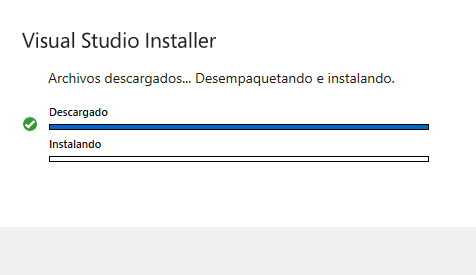 Visual Studio Installer
Archivos descargados... Desempaquetando e instalando.
Descargado
Instalando